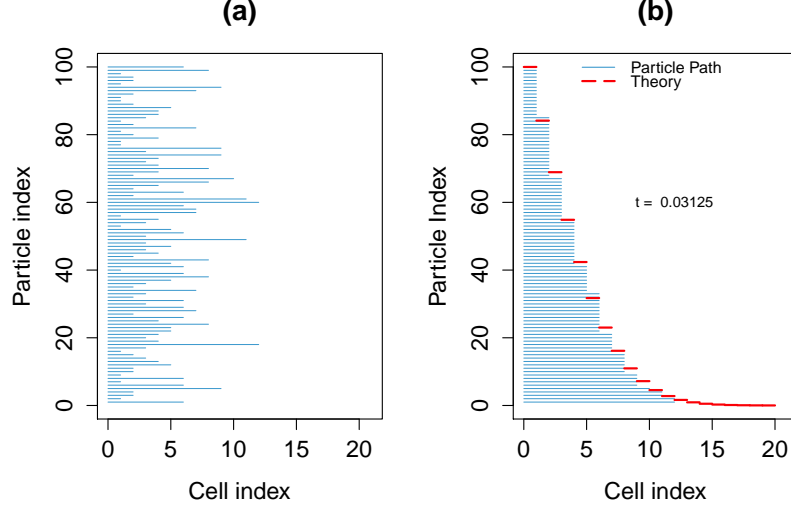 (a)
(b)
Particle index
100
80
60
40
20
0
0 5 10 15 20
Cell index
Particle Index
100
80
60
40
20
0
Particle Path
Theory
t = 0.03125
0 5 10 15 20
Cell index